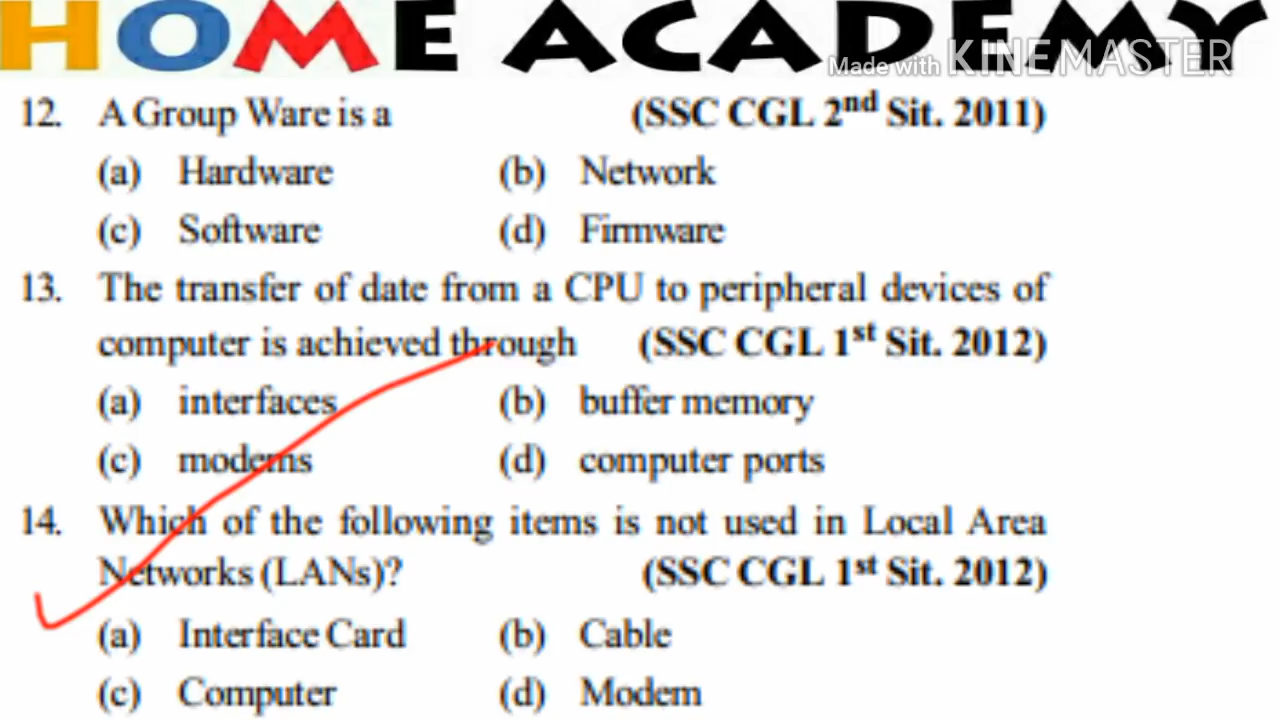 HOME ACADEMY
Made with KINEMASTER
12. A Group Ware is a (SSC CGL 2nd Sit. 2011)
(a) Hardware (b) Network
(c) Software (d) Firmware
13. The transfer of date from a CPU to peripheral devices of
computer is achieved through (SSC CGL 1st Sit. 2012)
(a) interfaces (b) buffer memory
(c) modems (d) computer ports
14. Which of the following items is not used in Local Area
Networks (LANs)? (SSC CGL 1st Sit. 2012)
(a) Interface Card (b) Cable
(c) Computer (d) Modem